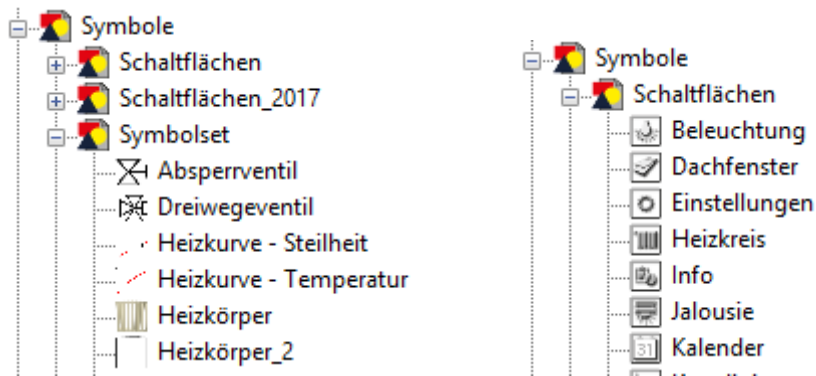 Symbole
Schaltflächen
Schaltflächen_2017
Symbolset
Absperrventil
Dreiwegeventil
Heizkurve - Steilheit
Heizkurve - Temperatur
Heizkörper
Heizkörper_2
Symbole
Schaltflächen
Beleuchtung
Dachfenster
Einstellungen
Heizkreis
Info
Jalousie
31
Kalender